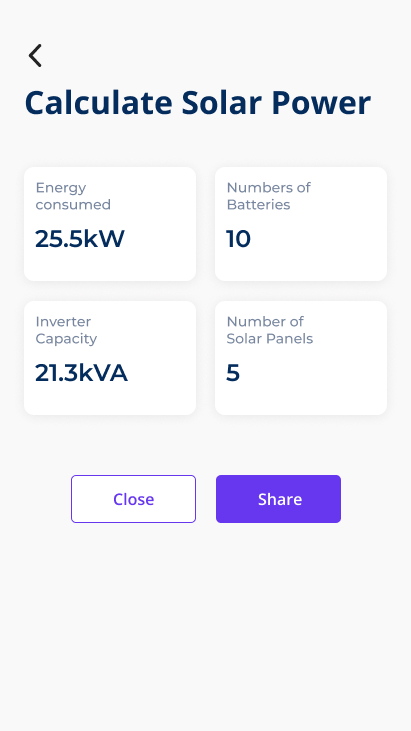 Calculate Solar Power
Energy
consumed
25.5kW
Numbers of
Batteries
10
Inverter
Capacity
21.3kVA
Number of
Solar Panels
5
Close
Share